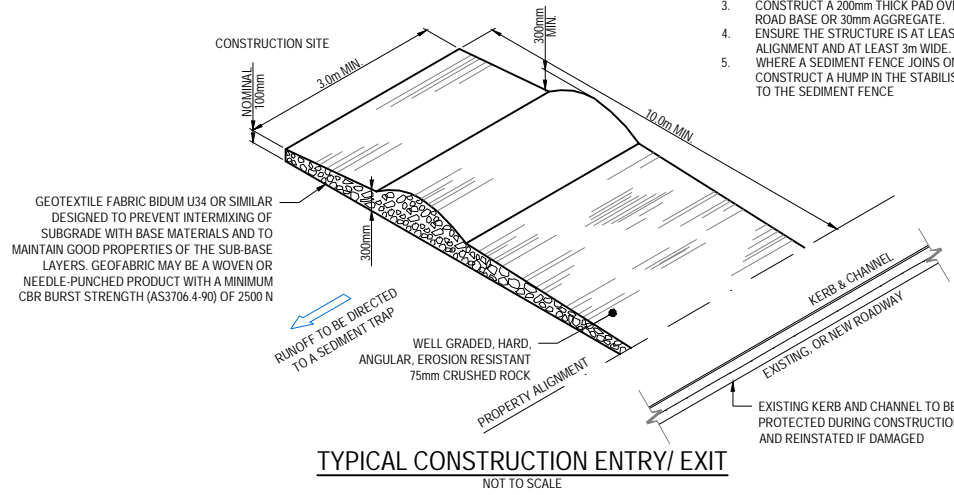 3. CONSTRUCT A 200mm THICK PAD OV
ROAD BASE OR 30mm AGGREGATE.
4. ENSURE THE STRUCTURE IS AT LEAS
ALIGNMENT AND AT LEAST 3m WIDE.
5. WHERE A SEDIMENT FENCE JOINS ON
CONSTRUCT A HUMP IN THE STABILIS
TO THE SEDIMENT FENCE
CONSTRUCTION SITE
3.0m MIN.
300mm
MIN.
NOMINAL
100mm
10.0m MIN.
GEOTEXTILE FABRIC BIDUM U34 OR SIMILAR
DESIGNED TO PREVENT INTERMIXING OF
SUBGRADE WITH BASE MATERIALS AND TO
MAINTAIN GOOD PROPERTIES OF THE SUB-BASE
LAYERS. GEOFABRIC MAY BE A WOVEN OR
NEEDLE-PUNCHED PRODUCT WITH A MINIMUM
CBR BURST STRENGTH (AS3706.4-90) OF 2500 N
300mm
RUNOFF TO BE DIRECTED
TO A SEDIMENT TRAP
WELL GRADED, HARD,
ANGULAR, EROSION RESISTANT
75mm CRUSHED ROCK
PROPERTY ALIGNMENT
KERB & CHANNEL
EXISTING, OR NEW ROADWAY
EXISTING KERB AND CHANNEL TO BE
PROTECTED DURING CONSTRUCTION
AND REINSTATED IF DAMAGED
TYPICAL CONSTRUCTION ENTRY/ EXIT
NOT TO SCALE